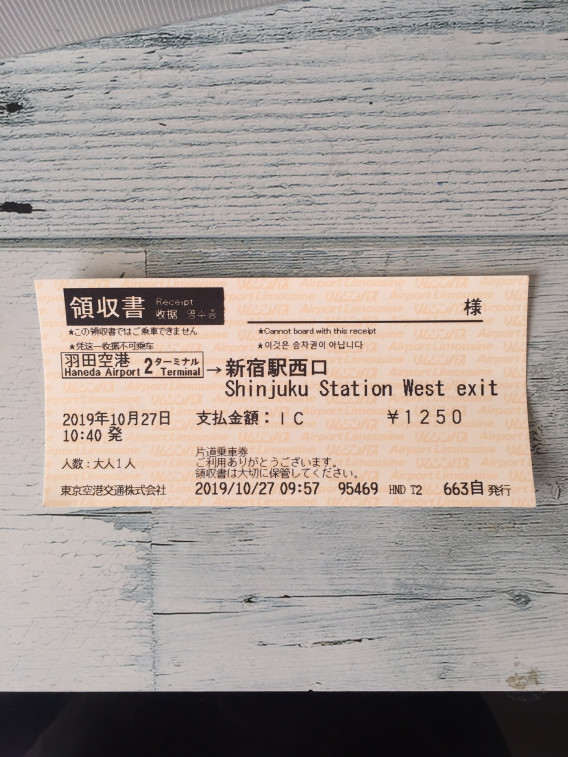 領収書 Receipt
收据 영수증
様
★この領収書ではご乗車できません
★Cannot board with this receipt
★凭这一收据不可乗车
★이것은 승차권이 아닙니다
羽田空港 2 ターミナル
Haneda Airport Terminal
→ 新宿駅西口
Shinjuku Station West exit
2019年10月27日
10:40 発
支払金額：IC ￥1250
人数：大人1人
片道乗車券
ご利用ありがとうございます。
領収書は大切に保管してください。
東京空港交通株式会社 2019/10/27 09:57 95469 HND T2 663自 発行